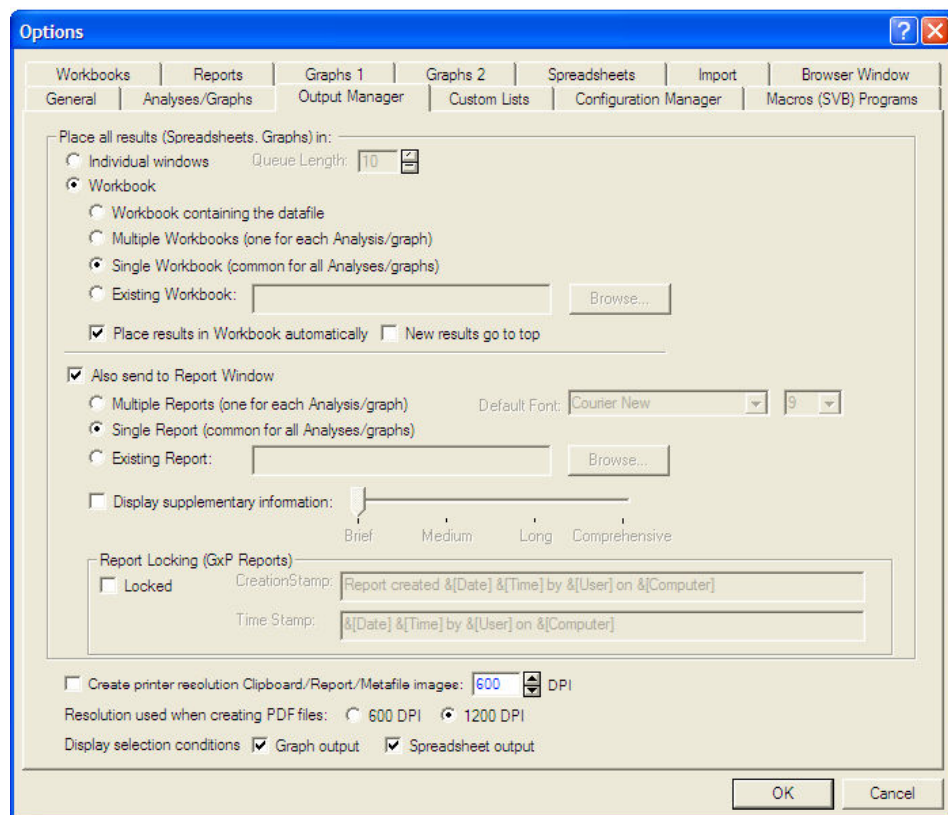 Options
Workbooks Reports Graphs 1 Graphs 2 Spreadsheets Import Browser Window
General Analyses/Graphs Output Manager Custom Lists Configuration Manager Macros (SVB) Programs
Place all results (Spreadsheets. Graphs) in:
Individual windows Queue Length: 10
Workbook
Workbook containing the datafile
Multiple Workbooks (one for each Analysis/graph)
Single Workbook (common for all Analyses/graphs)
Existing Workbook: Browse...
Place results in Workbook automatically New results go to top
Also send to Report Window
Multiple Reports (one for each Analysis/graph) Default Font: Courier New 9
Single Report (common for all Analyses/graphs)
Existing Report: Browse...
Display supplementary information:
Brief Medium Long Comprehensive
Report Locking (GxP Reports)
Locked CreationStamp: Report created &[Date] &[Time] by &[User] on &[Computer]
Time Stamp: &[Date] &[Time] by &[User] on &[Computer]
Create printer resolution Clipboard/Report/Metafile images: 600 DPI
Resolution used when creating PDF files: 600 DPI 1200 DPI
Display selection conditions Graph output Spreadsheet output
OK Cancel